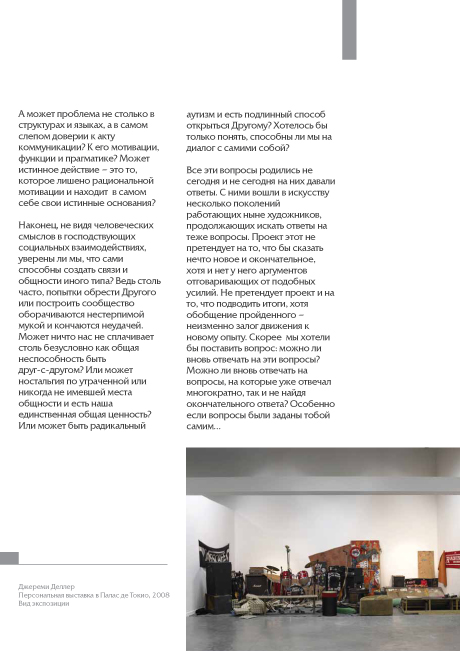 А может проблема не столько в
структурах и языках, а в самом
слепом доверии к акту
коммуникации? К его мотивации,
функции и прагматике? Может
истинное действие – это то,
которое лишено рациональной
мотивации и находит в самом
себе свои истинные основания?
Наконец, не видя человеческих
смыслов в господствующих
социальных взаимодействиях,
уверены ли мы, что сами
способны создать связи и
общности иного типа? Ведь столь
часто, попытки обрести Другого
или построить сообщество
оборачиваются нестерпимой
мукой и кончаются неудачей.
Может ничто нас не сплачивает
столь безусловно как общая
неспособность быть
друг-с-другом? Или может
ностальгия по утраченной или
никогда не имевшей места
общности и есть наша
единственная общая ценность?
Или может быть радикальный
аутизм и есть подлинный способ
открыться Другому? Хотелось бы
только понять, способны ли мы на
диалог с самими собой?
Все эти вопросы родились не
сегодня и не сегодня на них давали
ответы. С ними вошли в искусству
несколько поколений
работающих ныне художников,
продолжающих искать ответы на
теже вопросы. Проект этот не
претендует на то, что бы сказать
нечто новое и окончательное,
хотя и нет у него аргументов
отговаривающих от подобных
усилий. Не претендует проект и на
то, что подводить итоги, хотя
обобщение пройденного –
неизменно залог движения к
новому опыту. Скорее мы хотели
бы поставить вопрос: можно ли
вновь отвечать на эти вопросы?
Можно ли вновь отвечать на
вопросы, на которые уже отвечал
многократно, так и не найдя
окончательного ответа? Особенно
если вопросы были заданы тобой
самим...
Джереми Деллер
Персональная выставка в Палас де Токио, 2008
Вид экспозиции